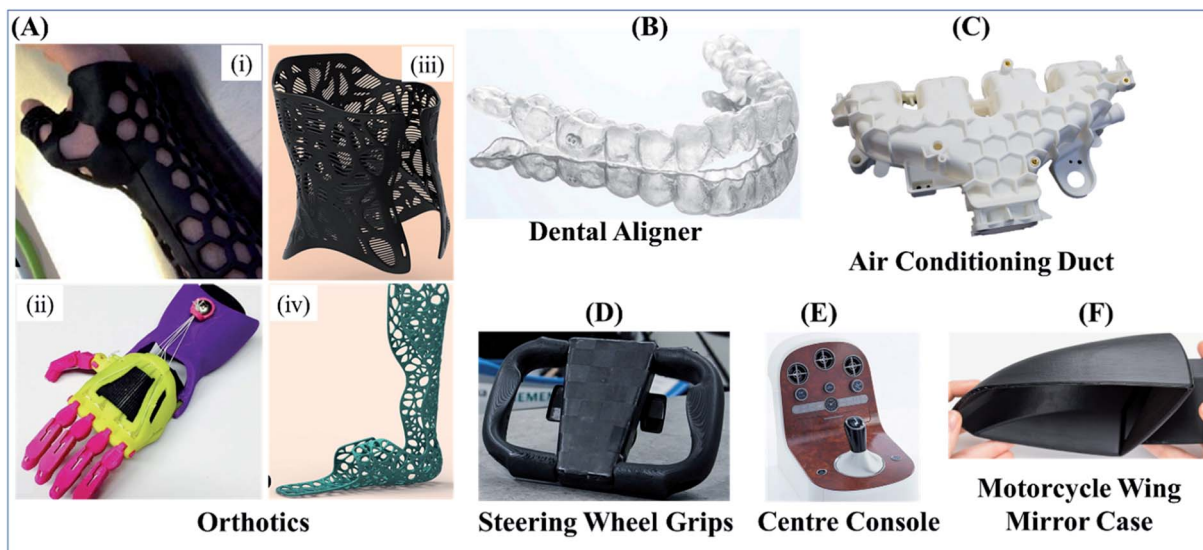 (A)
(i)
(iii)
(ii)
(iv)
Orthotics
(B)
Dental Aligner
(C)
Air Conditioning Duct
(D)
Steering Wheel Grips
(E)
Centre Console
(F)
Motorcycle Wing
Mirror Case